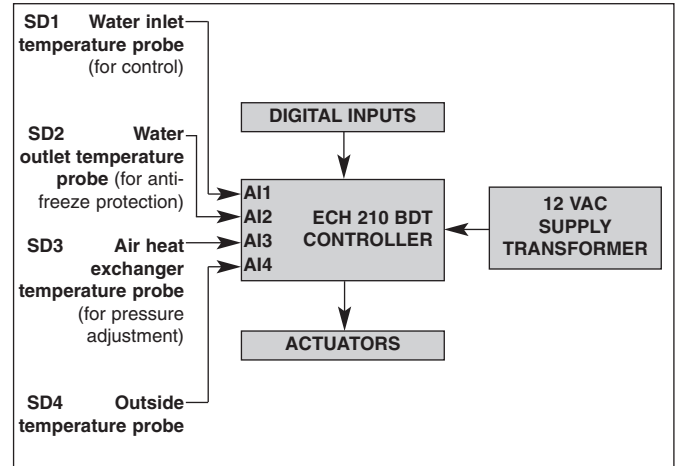 SD1 Water inlet
temperature probe
(for control)
SD2 Water
outlet temperature
probe (for anti-
freeze protection)
SD3 Air heat
exchanger
temperature probe
(for pressure
adjustment)
SD4 Outside
temperature probe
DIGITAL INPUTS
AI1
AI2
AI3
AI4
ECH 210 BDT
CONTROLLER
12 VAC
SUPPLY
TRANSFORMER
ACTUATORS